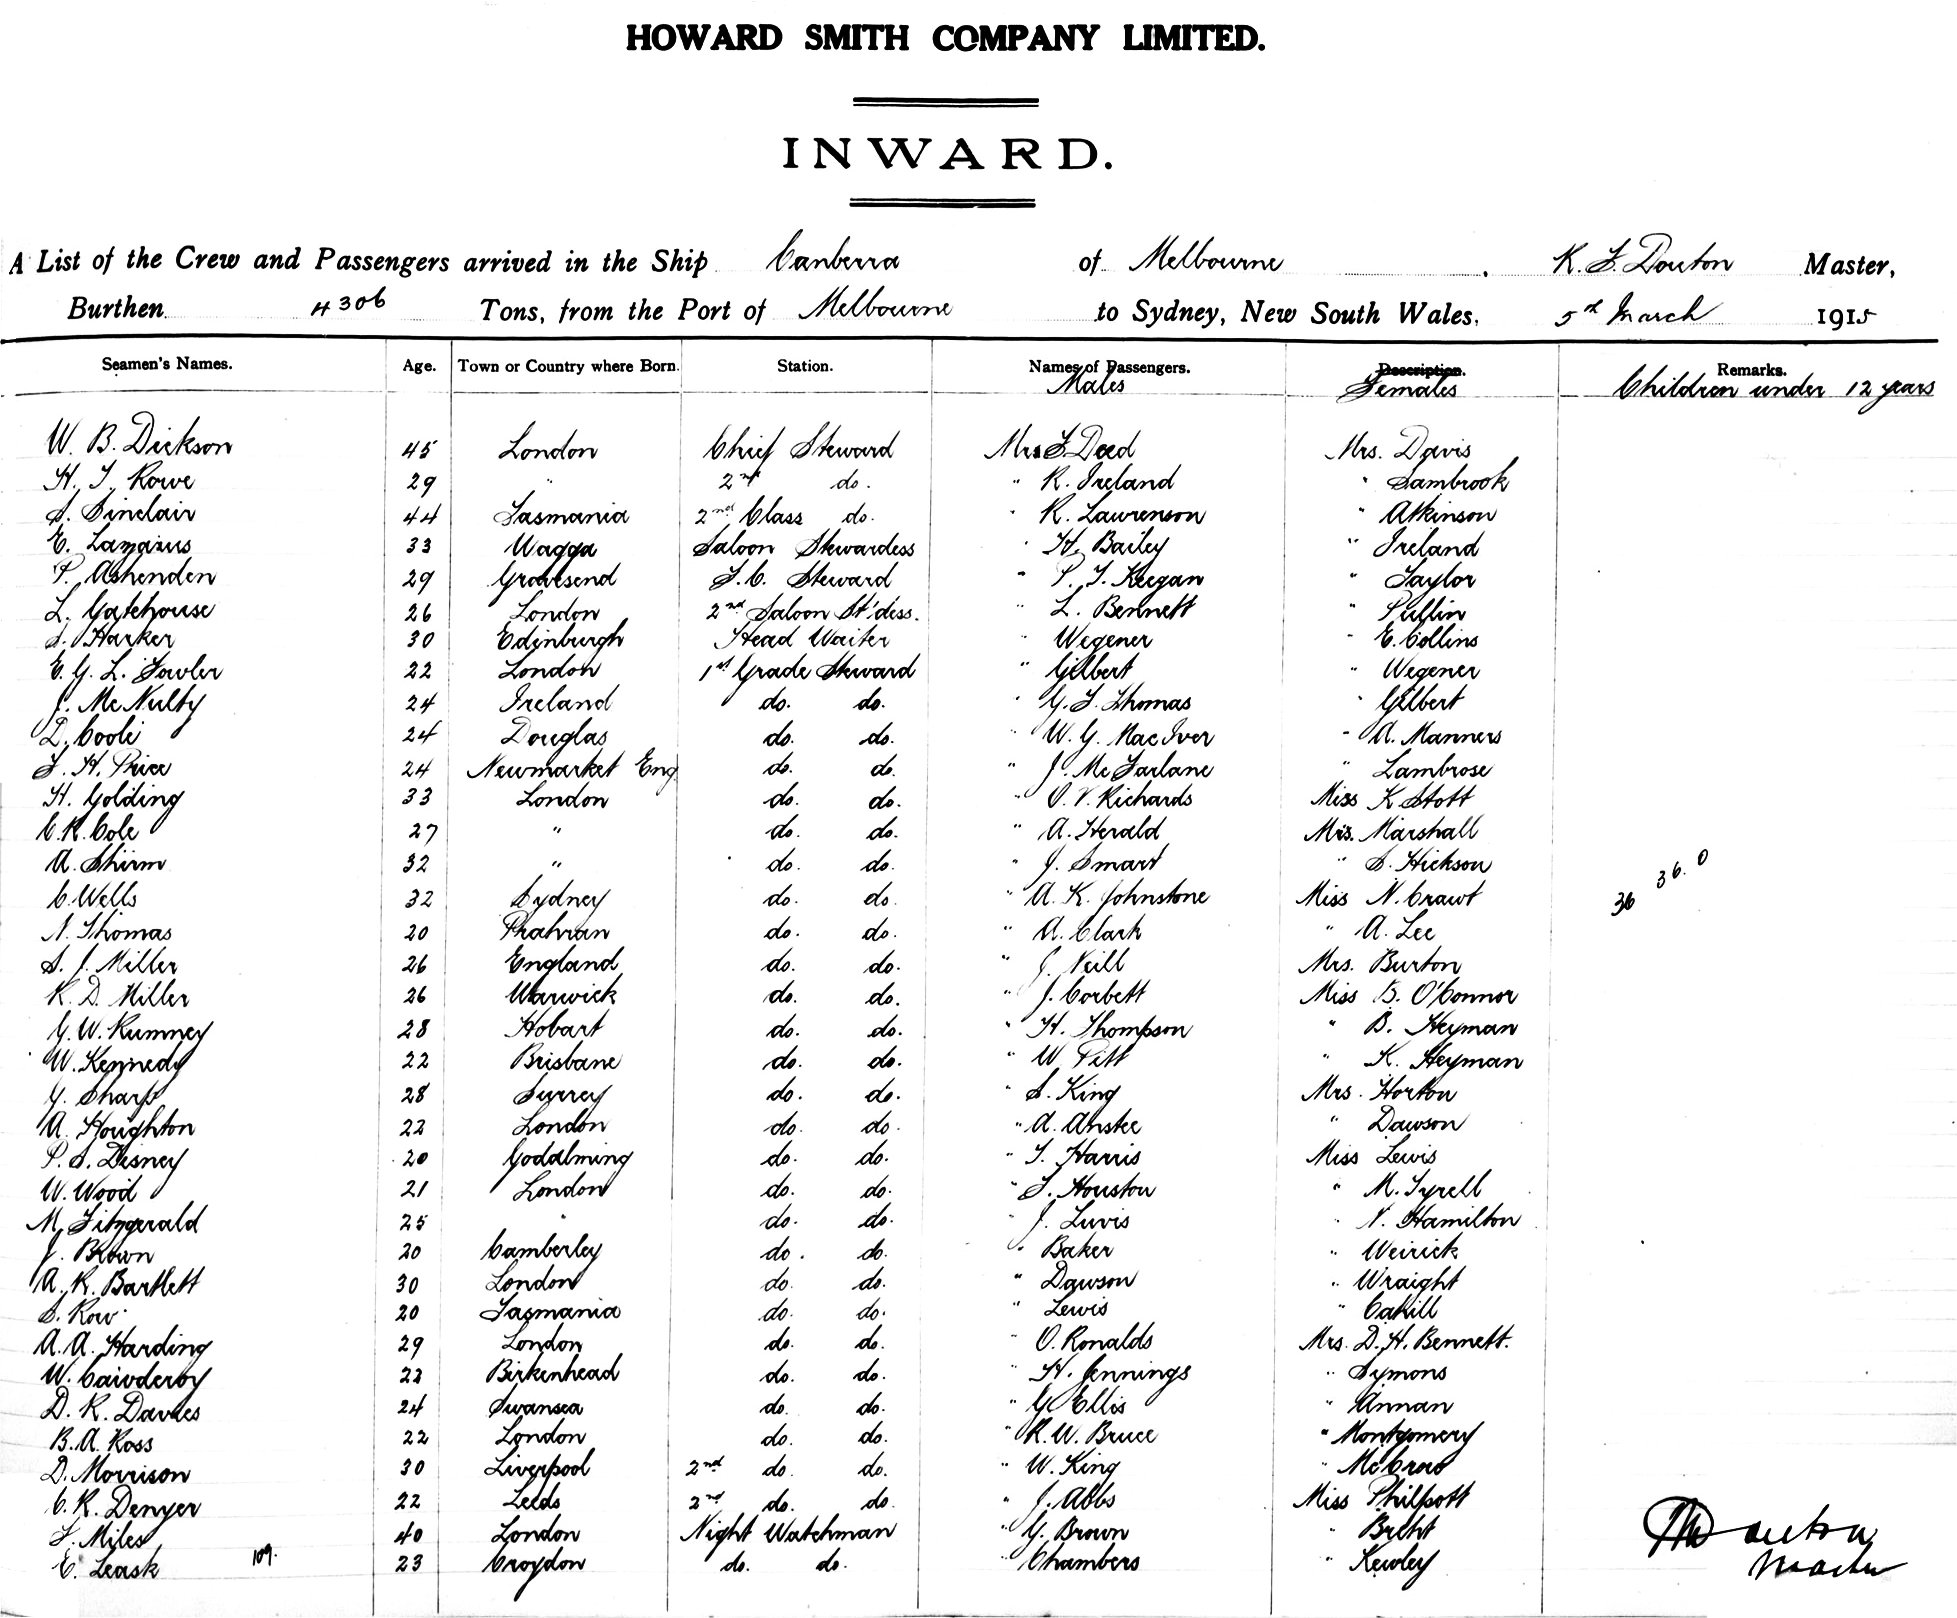 HOWARD SMITH COMPANY LIMITED.
INWARD.
A List of the Crew and Passengers arrived in the Ship Canberra of Melbourne . Master,
Burthen 4306 Tons, from the Port of Melbourne to Sydney, New South Wales, 5th March 1915
Seamen's Names. Age. Town or Country where Born. Station. Names of Passengers. Description. Remarks.
Males Females Children under 12 years
W. B. Dickson 45 London Chief Steward Mrs F. Deed Mrs. Davis
H. J. Rowe 29 " 2nd do. " R. Ireland " Sambrook
S. Sinclair 44 Tasmania 2nd Class do. " R. Lawrenson " Atkinson
E. Lazarus 33 Wagga Saloon Stewardess " H. Bailey " Ireland
P. Ashenden 29 Gravesend S.C. Steward " P. J. Keegan " Taylor
L. Gatehouse 26 London 2nd Saloon St'dess. " L. Bennett " Pullin
S. Harker 30 Edinburgh Head Waiter " Wegener " E. Collins
E. G. L. Fowler 22 London 1st Grade Steward " Gilbert " Wegener
J. McNulty 24 Ireland do. do. " G. F. Thomas " Gilbert
D. Coole 24 Douglas do. do. " W. G. MacIver " A. Manners
F. H. Price 24 Newmarket Eng do. do. " J. McFarlane " Lambrose
H. Golding 33 London do. do. " O. V. Richards Miss K Stott
C. R. Cole 27 " do. do. " A. Herald Mrs. Marshall
A. Shirm 32 " do. do. " J. Smart " S. Hickson
C. Wells 32 Sydney do. do. " A. K. Johnstone Miss N. Crawt 36 36.0
N. Thomas 20 Prahran do. do. " A. Clark " A. Lee
S. J. Miller 26 England do. do. " J. Neill Mrs. Burton
K. D. Miller 26 Warwick do. do. " J. Corbett Miss B. O'Connor
G. W. Rumney 28 Hobart do. do. " H. Thompson " B. Heyman
W. Kennedy 22 Brisbane do. do. " W Pitt " K. Heyman
G. Sharp 28 Surrey do. do. " S. King Mrs. Horton
A. Houghton 22 London do. do. " A. Anstee " Dawson
P. S. Disney 20 Godalming do. do. " T. Harris Miss Lewis
W. Wood 21 London do. do. " F. Houston " M. Tyrell
M. Fitzgerald 25 " do. do. " J. Luvis " N. Hamilton
J. Brown 20 Camberley do. do. " Baker " Weirick
A. R. Bartlett 30 London do. do. " Dawson " Wraight
S. Row 20 Tasmania do. do. " Lewis " Cahill
A. A. Harding 29 London do. do. " O. Ronalds Mrs. D. H. Bennett.
W. Cawderoy 22 Birkenhead do. do. " H. Jennings " Symons
D. R. Davies 24 Swansea do. do. " G Ellis " Annan
B. A. Ross 22 London do. do. " R. W. Bruce " Montgomery
D. Morrison 30 Liverpool 2nd do. do. " W. King " McCrow
C. R. Denyer 22 Leeds 2nd do. do. " J. Abbs Miss Philpott
F. Miles 40 London Night Watchman " G. Brown "
E. Leask 109. 23 Croydon do. do. " Chambers " Kewley
Master